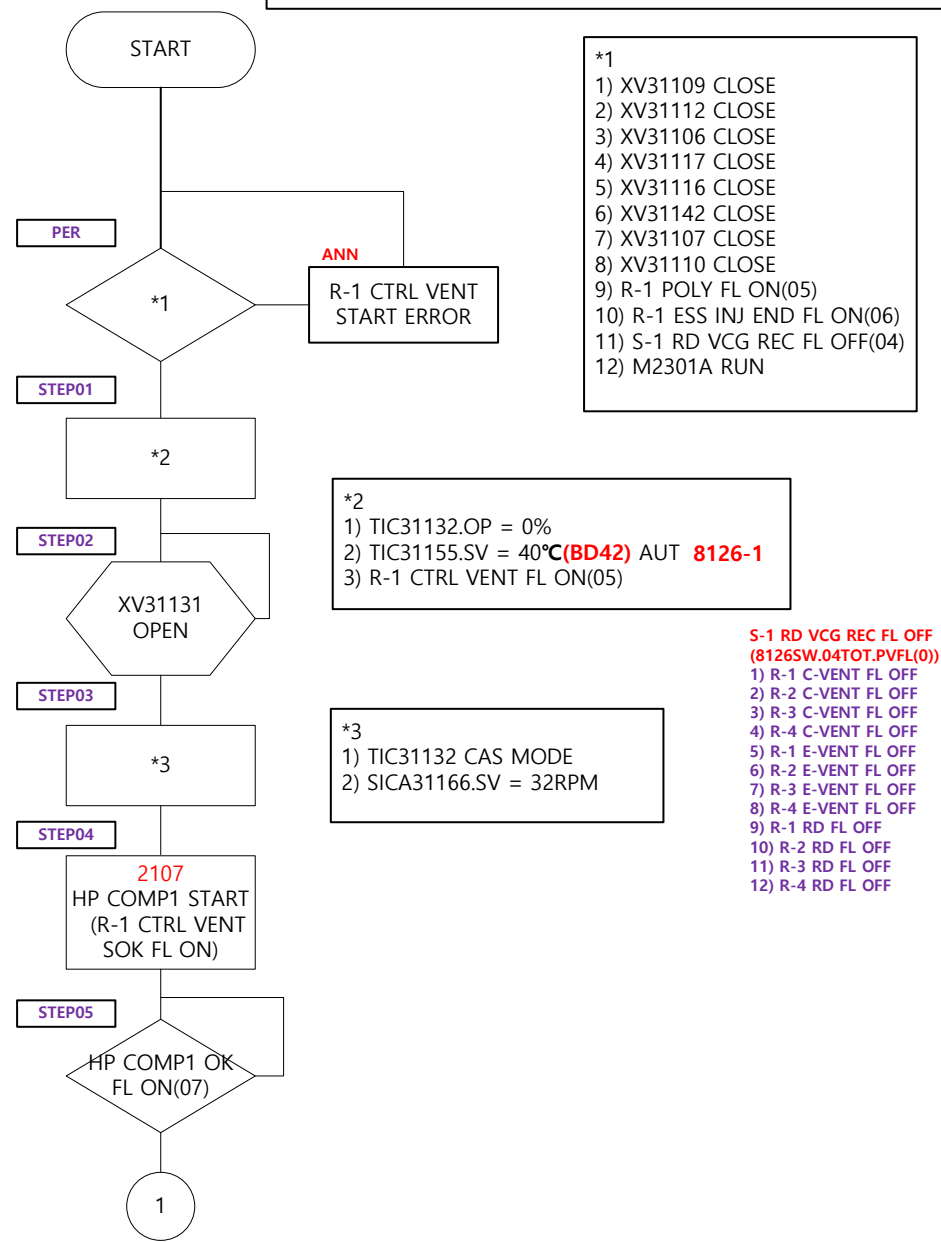 START
PER
*1
ANN
R-1 CTRL VENT
START ERROR
*1
1) XV31109 CLOSE
2) XV31112 CLOSE
3) XV31106 CLOSE
4) XV31117 CLOSE
5) XV31116 CLOSE
6) XV31142 CLOSE
7) XV31107 CLOSE
8) XV31110 CLOSE
9) R-1 POLY FL ON(05)
10) R-1 ESS INJ END FL ON(06)
11) S-1 RD VCG REC FL OFF(04)
12) M2301A RUN
STEP01
*2
*2
1) TIC31132.OP = 0%
2) TIC31155.SV = 40℃(BD42) AUT 8126-1
3) R-1 CTRL VENT FL ON(05)
STEP02
XV31131
OPEN
STEP03
*3
*3
1) TIC31132 CAS MODE
2) SICA31166.SV = 32RPM
S-1 RD VCG REC FL OFF
(8126SW.04TOT.PVFL(0))
1) R-1 C-VENT FL OFF
2) R-2 C-VENT FL OFF
3) R-3 C-VENT FL OFF
4) R-4 C-VENT FL OFF
5) R-1 E-VENT FL OFF
6) R-2 E-VENT FL OFF
7) R-3 E-VENT FL OFF
8) R-4 E-VENT FL OFF
9) R-1 RD FL OFF
10) R-2 RD FL OFF
11) R-3 RD FL OFF
12) R-4 RD FL OFF
STEP04
2107
HP COMP1 START
(R-1 CTRL VENT
SOK FL ON)
STEP05
HP COMP1 OK
FL ON(07)
1